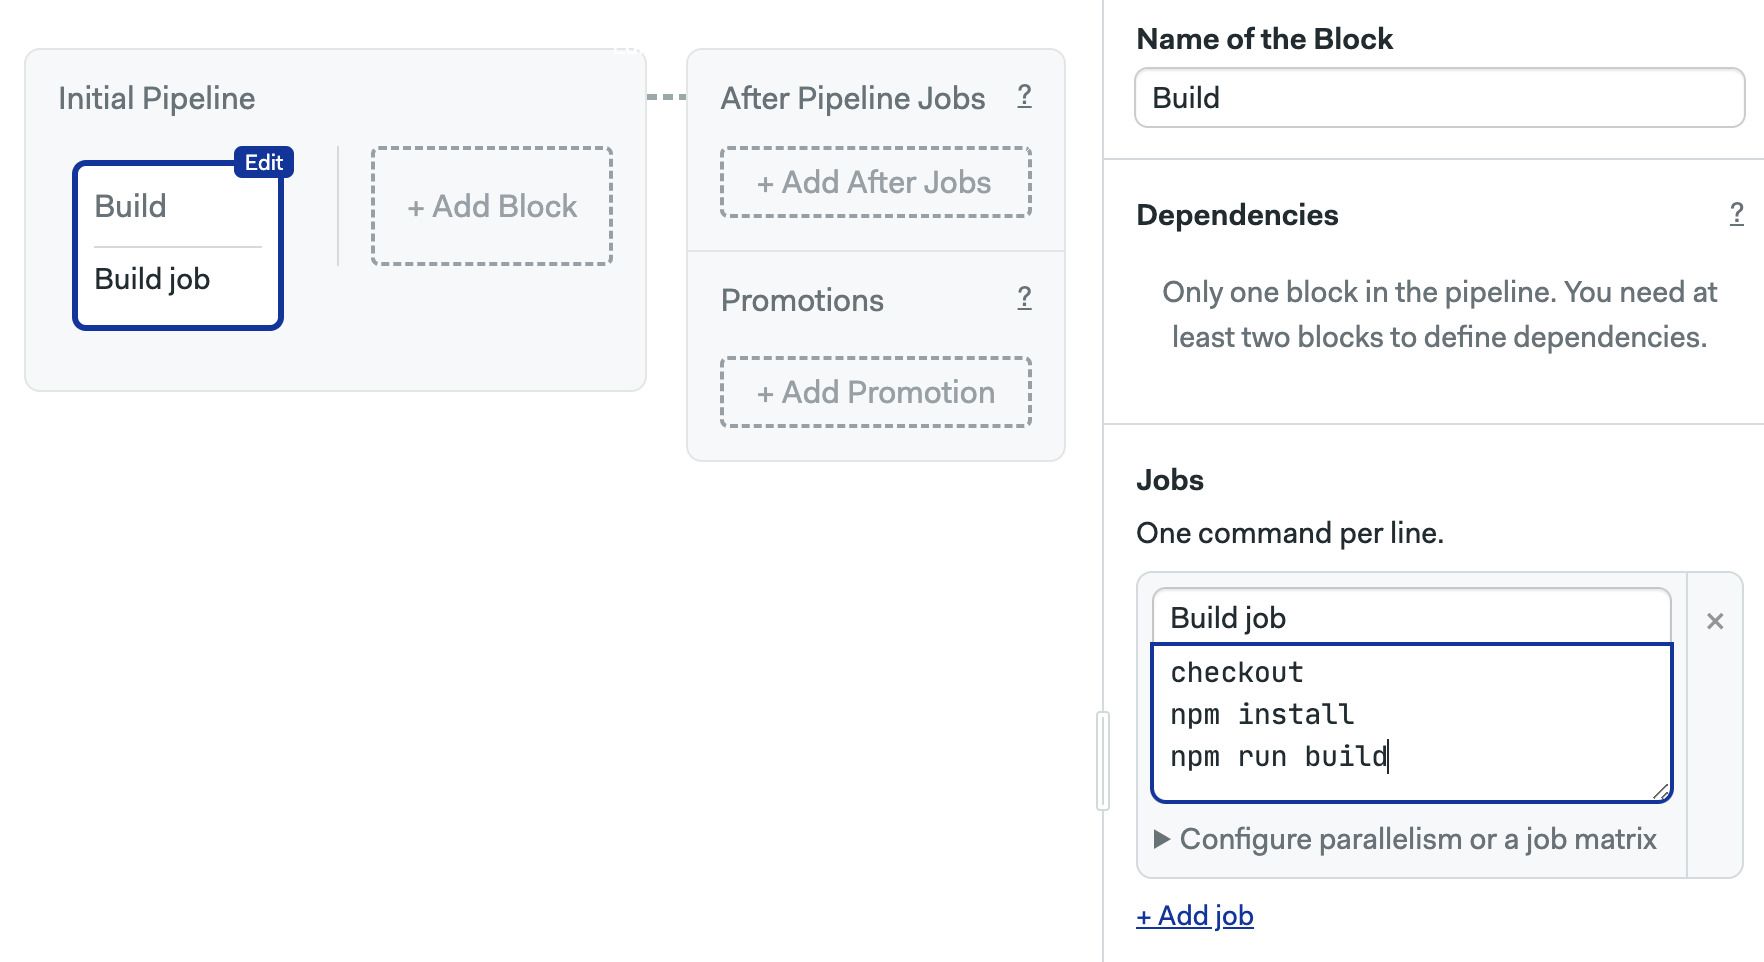 Initial Pipeline
Edit
Build
Build job
+ Add Block
After Pipeline Jobs ?
+ Add After Jobs
Promotions ?
+ Add Promotion
Name of the Block
Build
Dependencies ?
Only one block in the pipeline. You need at
least two blocks to define dependencies.
Jobs
One command per line.
Build job
×
checkout
npm install
npm run build
▶ Configure parallelism or a job matrix
+ Add job